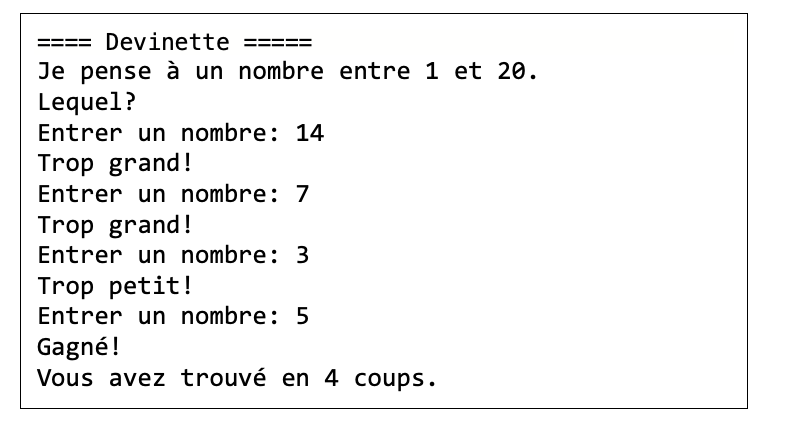 ==== Devinette =====
Je pense à un nombre entre 1 et 20.
Lequel?
Entrer un nombre: 14
Trop grand!
Entrer un nombre: 7
Trop grand!
Entrer un nombre: 3
Trop petit!
Entrer un nombre: 5
Gagné!
Vous avez trouvé en 4 coups.